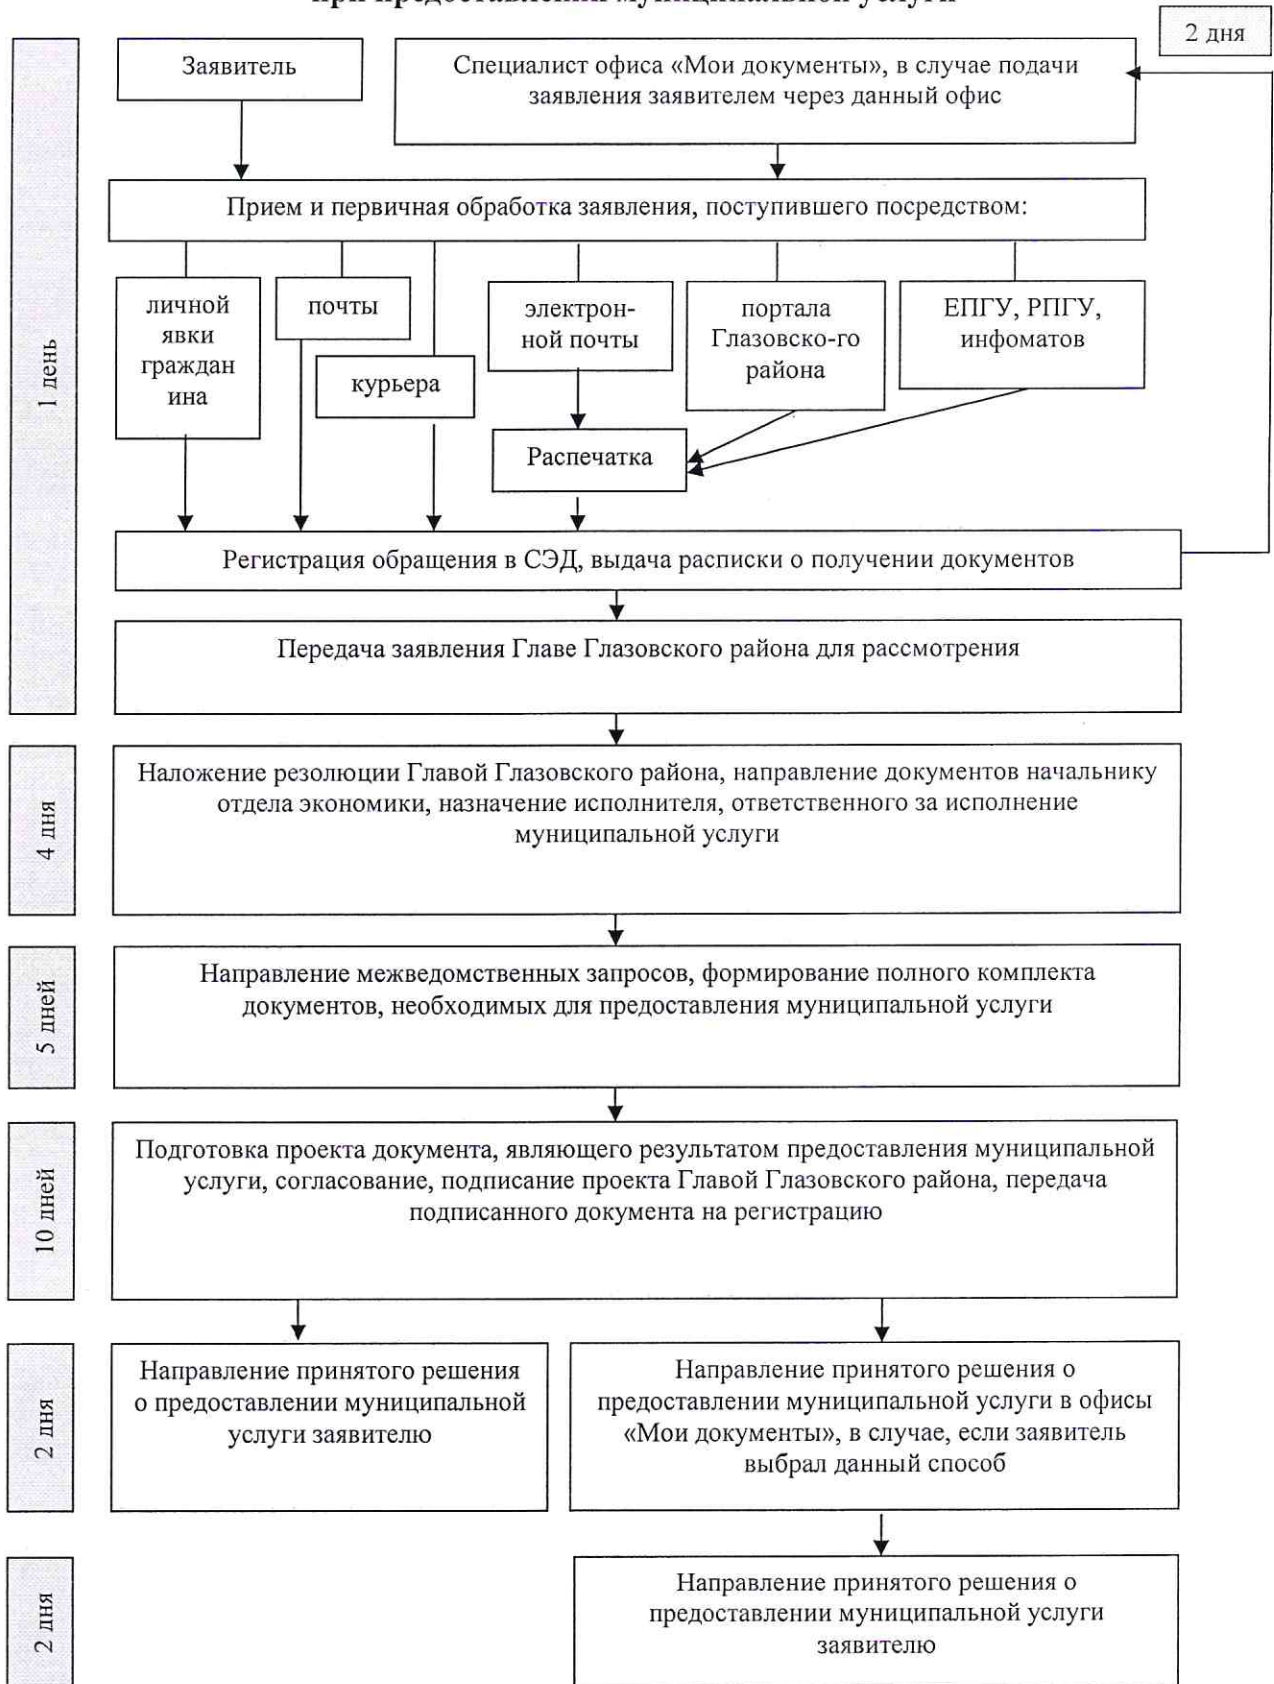 при предоставлении муниципальной услуги
2 дня
Заявитель
Специалист офиса «Мои документы», в случае подачи
заявления заявителем через данный офис
1 день
Прием и первичная обработка заявления, поступившего посредством:
личной
явки
граждан
ина
почты
курьера
электрон-
ной почты
портала
Глазовско-го
района
ЕПГУ, РПГУ,
инфоматов
Распечатка
Регистрация обращения в СЭД, выдача расписки о получении документов
Передача заявления Главе Глазовского района для рассмотрения
4 дня
Наложение резолюции Главой Глазовского района, направление документов начальнику
отдела экономики, назначение исполнителя, ответственного за исполнение
муниципальной услуги
5 дней
Направление межведомственных запросов, формирование полного комплекта
документов, необходимых для предоставления муниципальной услуги
10 дней
Подготовка проекта документа, являющего результатом предоставления муниципальной
услуги, согласование, подписание проекта Главой Глазовского района, передача
подписанного документа на регистрацию
2 дня
Направление принятого решения
о предоставлении муниципальной
услуги заявителю
Направление принятого решения о
предоставлении муниципальной услуги в офисы
«Мои документы», в случае, если заявитель
выбрал данный способ
2 дня
Направление принятого решения о
предоставлении муниципальной услуги
заявителю